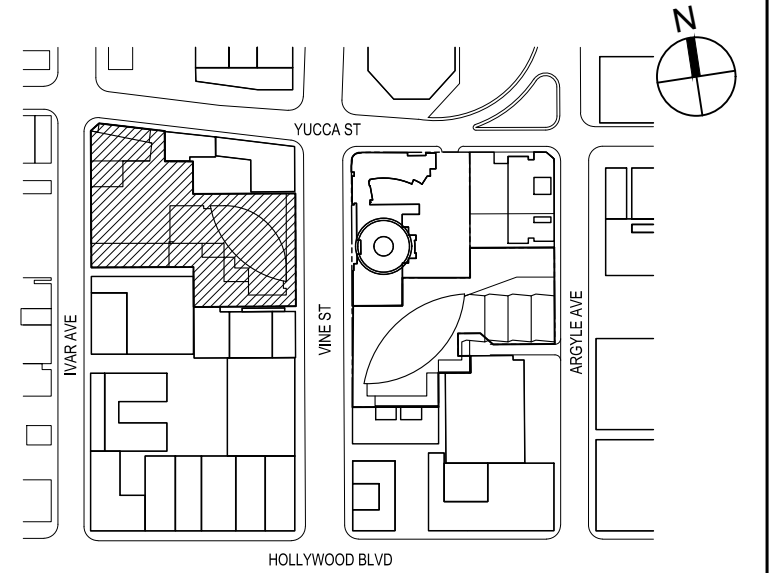 N
YUCCA ST
IVAR AVE
VINE ST
ARGYLE AVE
HOLLYWOOD BLVD